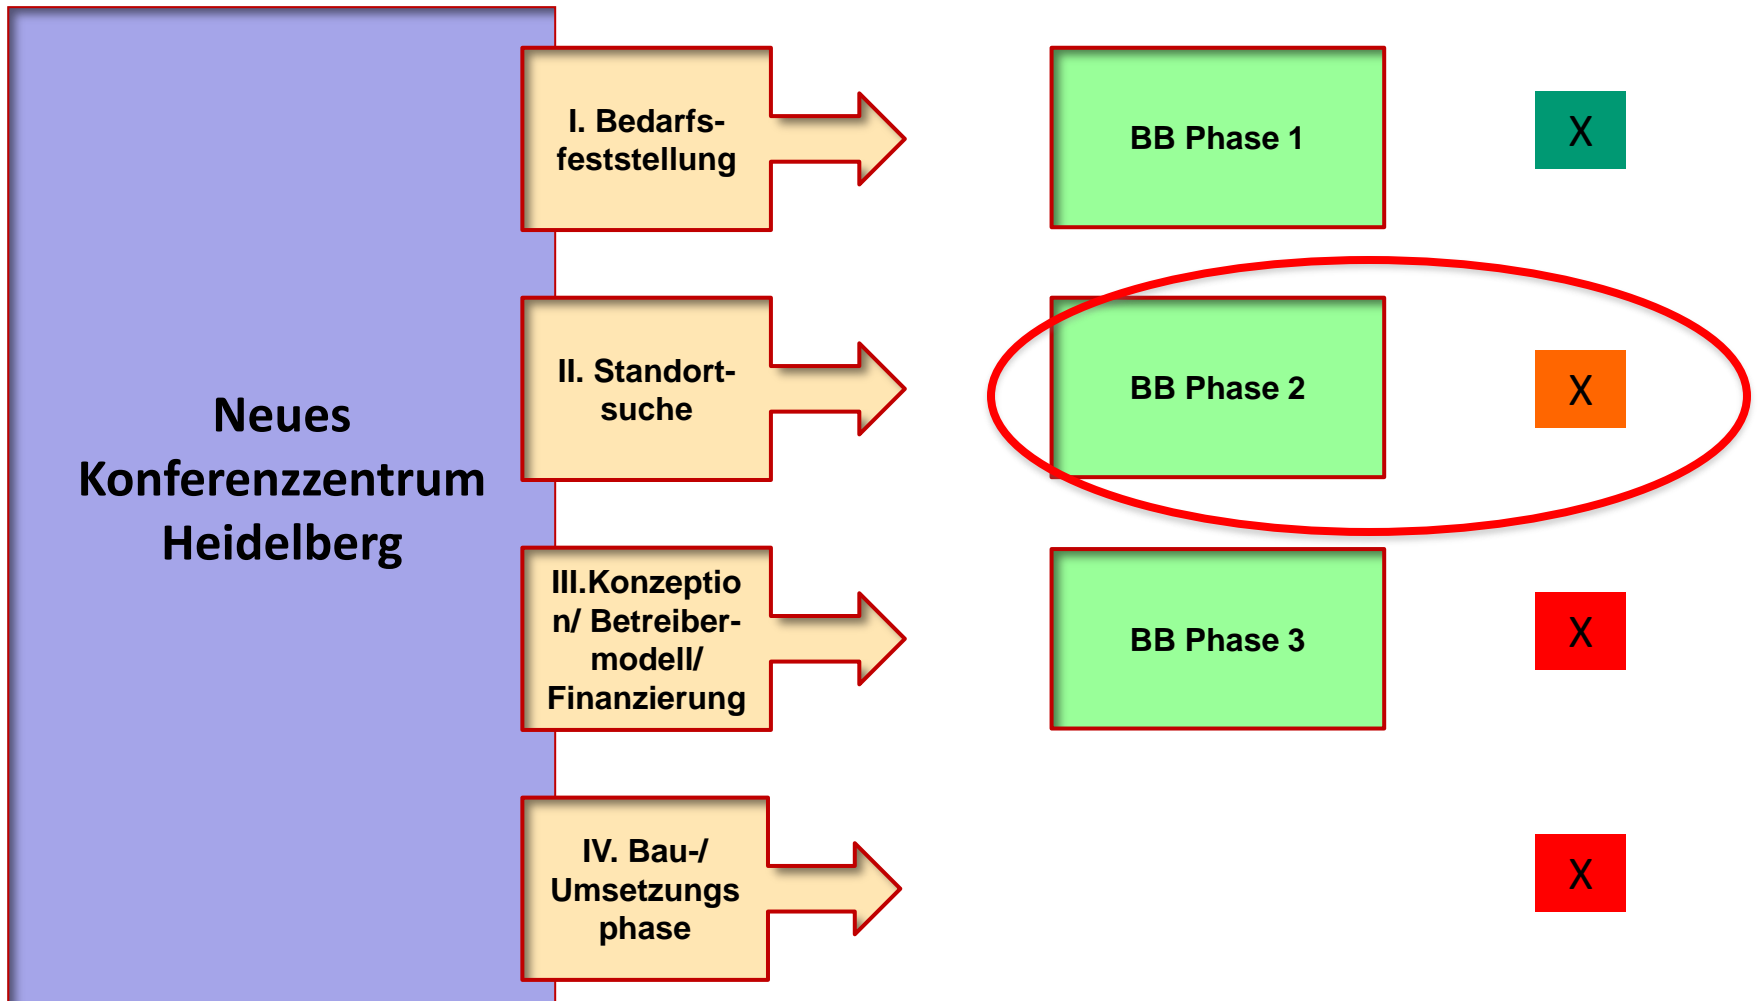 Neues
Konferenzzentrum
Heidelberg
I. Bedarfs-
feststellung
BB Phase 1
X
II. Standort-
suche
BB Phase 2
X
III.Konzeptio
n/ Betreiber-
modell/
Finanzierung
BB Phase 3
X
IV. Bau-/
Umsetzungs
phase
X